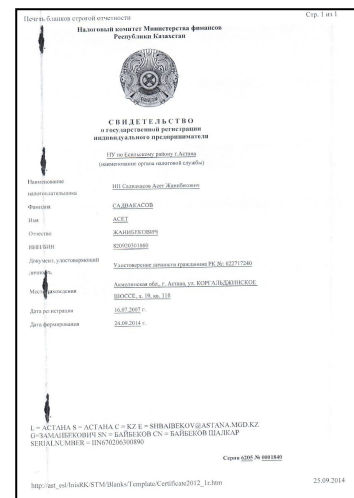 Печать бланков строгой отчетности
Стр. 1 из 1
Налоговый комитет Министерства финансов
Республики Казахстан
СВИДЕТЕЛЬСТВО
о государственной регистрации
индивидуального предпринимателя
НУ по Есильскому району г.Астана
(наименование органа налоговой службы)
Наименование налогоплательщика
ИП Садвакасов Асет Жанибекович
Фамилия
САДВАКАСОВ
Имя
АСЕТ
Отчество
ЖАНИБЕКОВИЧ
ИИН/БИН
Документ, удостоверяющий личность
Удостоверение личности гражданина РК №: 022717240
Место нахождения
Акмолинская обл., г. Астана, ул. КОРГАЛЬДЖИНСКОЕ
ШОССЕ, д. 19, кв. 110
Дата регистрации
16.07.2007 г.
Дата формирования
24.09.2014 г.
L = АСТАНА S = АСТАНА C = KZ E = SHBAIBEKOV@ASTANA.MGD.KZ
G=ЗАМАНБЕКОВИЧ SN = БАЙБЕКОВ CN = БАЙБЕКОВ ШАЛКАР
SERIALNUMBER = IIN670206300890
Серия 6205 № 0001840
http://ast_esl/InisRK/STM/Blanks/Template/Certificate2012_1r.htm
25.09.2014